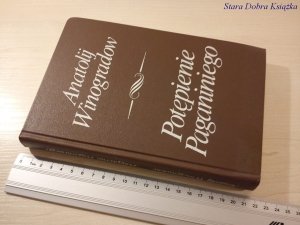 Stara Dobra Książka
Anatolij
Winogradow
Potępienie
Paganiniego